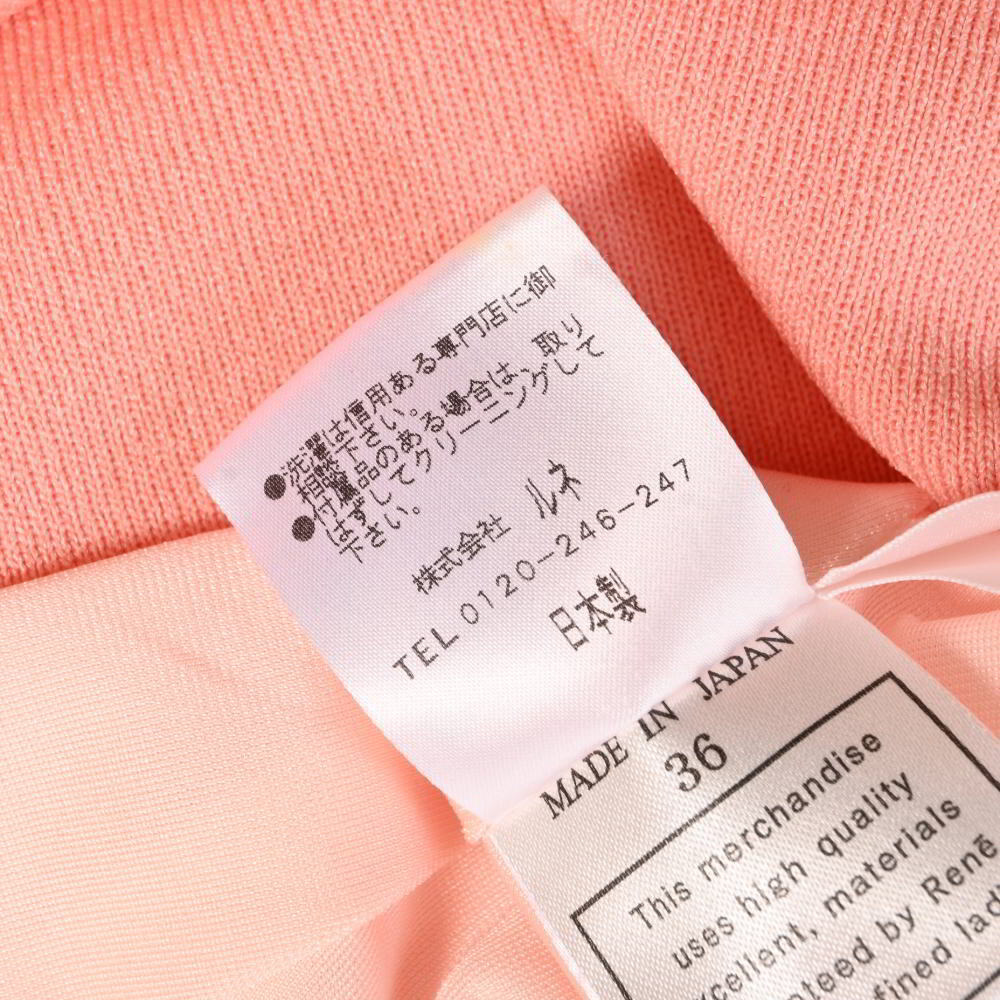 ●洗濯は信用ある専門店に御
相談下さい。
●付属品のある場合は、取り
はずしてクリーニングして
下さい。
株式会社 ルネ
TEL 0120-246-247
日本製
MADE IN JAPAN
36
This merchandise
uses high quality
materials
by René